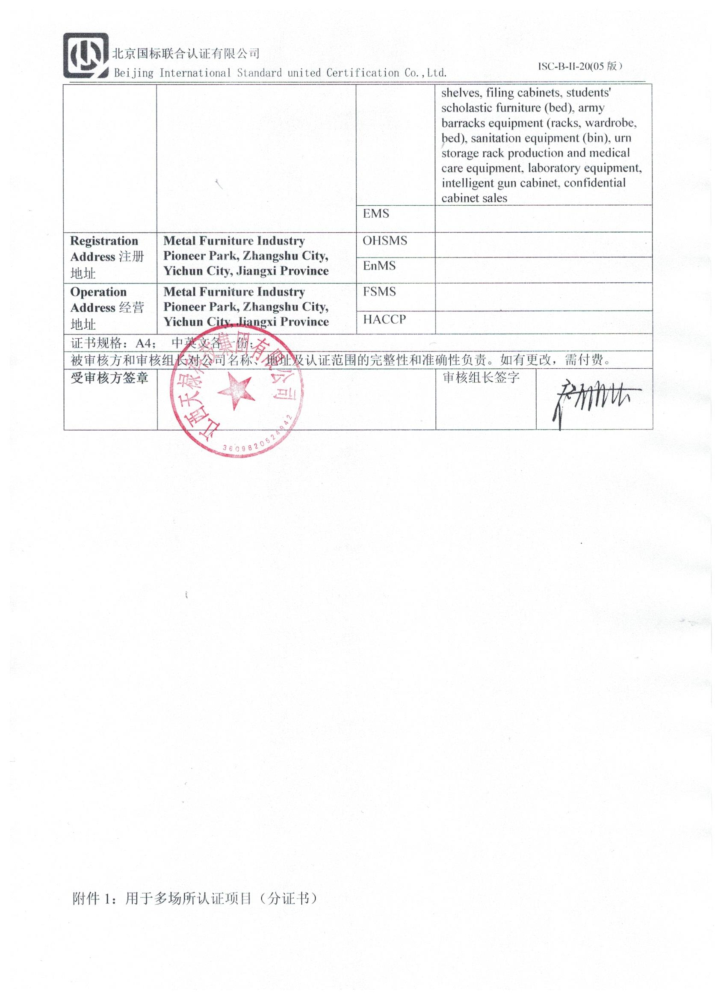 北京国标联合认证有限公司
Beijing International Standard united Certification Co.,Ltd.
ISC-B-II-20(05版)
shelves, filing cabinets, students'
scholastic furniture (bed), army
barracks equipment (racks, wardrobe,
bed), sanitation equipment (bin), urn
storage rack production and medical
care equipment, laboratory equipment,
intelligent gun cabinet, confidential
cabinet sales
EMS
Registration
Address 注册
地址
Metal Furniture Industry
Pioneer Park, Zhangshu City,
Yichun City, Jiangxi Province
OHSMS
EnMS
Operation
Address 经营
地址
Metal Furniture Industry
Pioneer Park, Zhangshu City,
Yichun City, Jiangxi Province
FSMS
HACCP
证书规格：A4； 中英文各一份；
被审核方和审核组长对公司名称、地址及认证范围的完整性和准确性负责。如有更改，需付费。
受审核方签章
江西天禄科技集团有限公司
3609820524942
审核组长签字
附件 1：用于多场所认证项目（分证书）